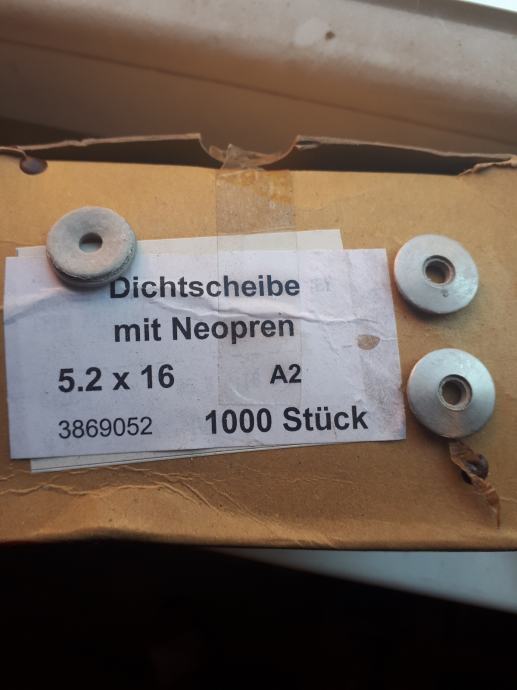 Dichtscheibe
mit Neopren
5.2 x 16 A2
3869052 1000 Stück